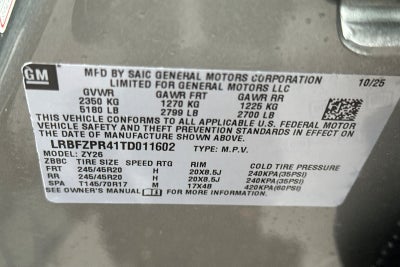 GM MFD BY SAIC GENERAL MOTORS CORPORATION 10/25
LIMITED FOR GENERAL MOTORS LLC
GVWR GAWR FRT GAWR RR
2350 KG 1270 KG 1225 KG
5180 LB 2799 LB 2700 LB
THIS VEHICLE CONFORMS TO ALL APPLICABLE U.S. FEDERAL MOTOR
VEHICLE SAFETY AND THEFT PREVENTION STANDARDS IN EFFECT ON
THE DATE OF MANUFACTURE SHOWN ABOVE.
LRBFZPR41TD011602 TYPE: M.P.V.
MODEL: ZY26
ZBBC TIRE SIZE SPEED RTG RIM COLD TIRE PRESSURE
FRT 245/45R20 H 20X8.5J 240KPA(35PSI)
RR 245/45R20 H 20X8.5J 240KPA(35PSI)
SPA T145/70R17 M 17X4B 420KPA(60PSI)
SEE OWNER'S MANUAL FOR MORE INFORMATION